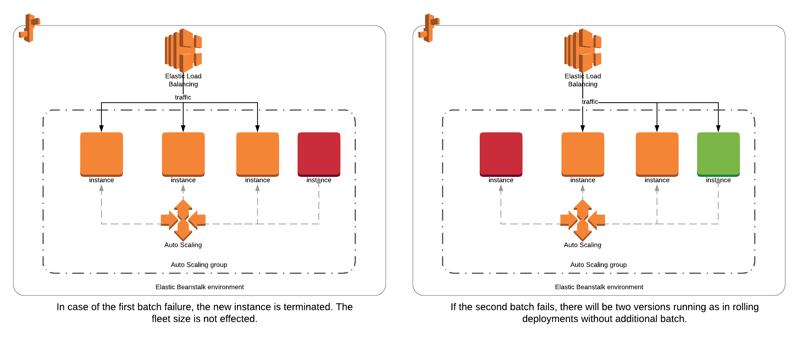 Elastic Load
Balancing
traffic
instance
instance
instance
instance
Auto Scaling
Auto Scaling group
Elastic Beanstalk environment
In case of the first batch failure, the new instance is terminated. The
fleet size is not effected.
Elastic Load
Balancing
traffic
instance
instance
instance
instance
Auto Scaling
Auto Scaling group
Elastic Beanstalk environment
If the second batch fails, there will be two versions running as in rolling
deployments without additional batch.